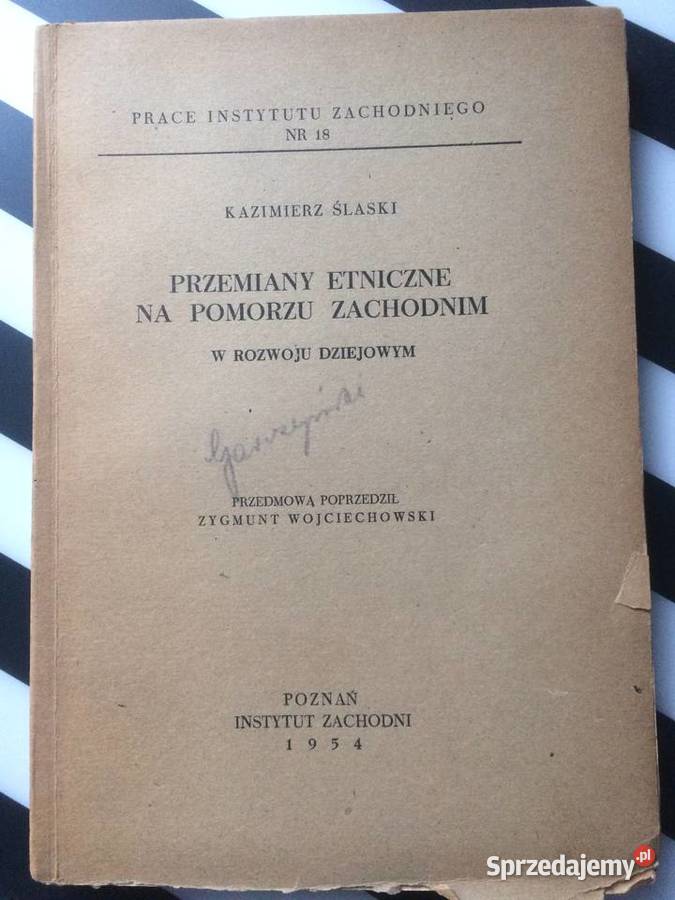 PRACE INSTYTUTU ZACHODNIEGO
NR 18
KAZIMIERZ ŚLASKI
PRZEMIANY ETNICZNE
NA POMORZU ZACHODNIM
W ROZWOJU DZIEJOWYM
PRZEDMOWĄ POPRZEDZIŁ
ZYGMUNT WOJCIECHOWSKI
POZNAŃ
INSTYTUT ZACHODNI
1954
Sprzedajemy.pl